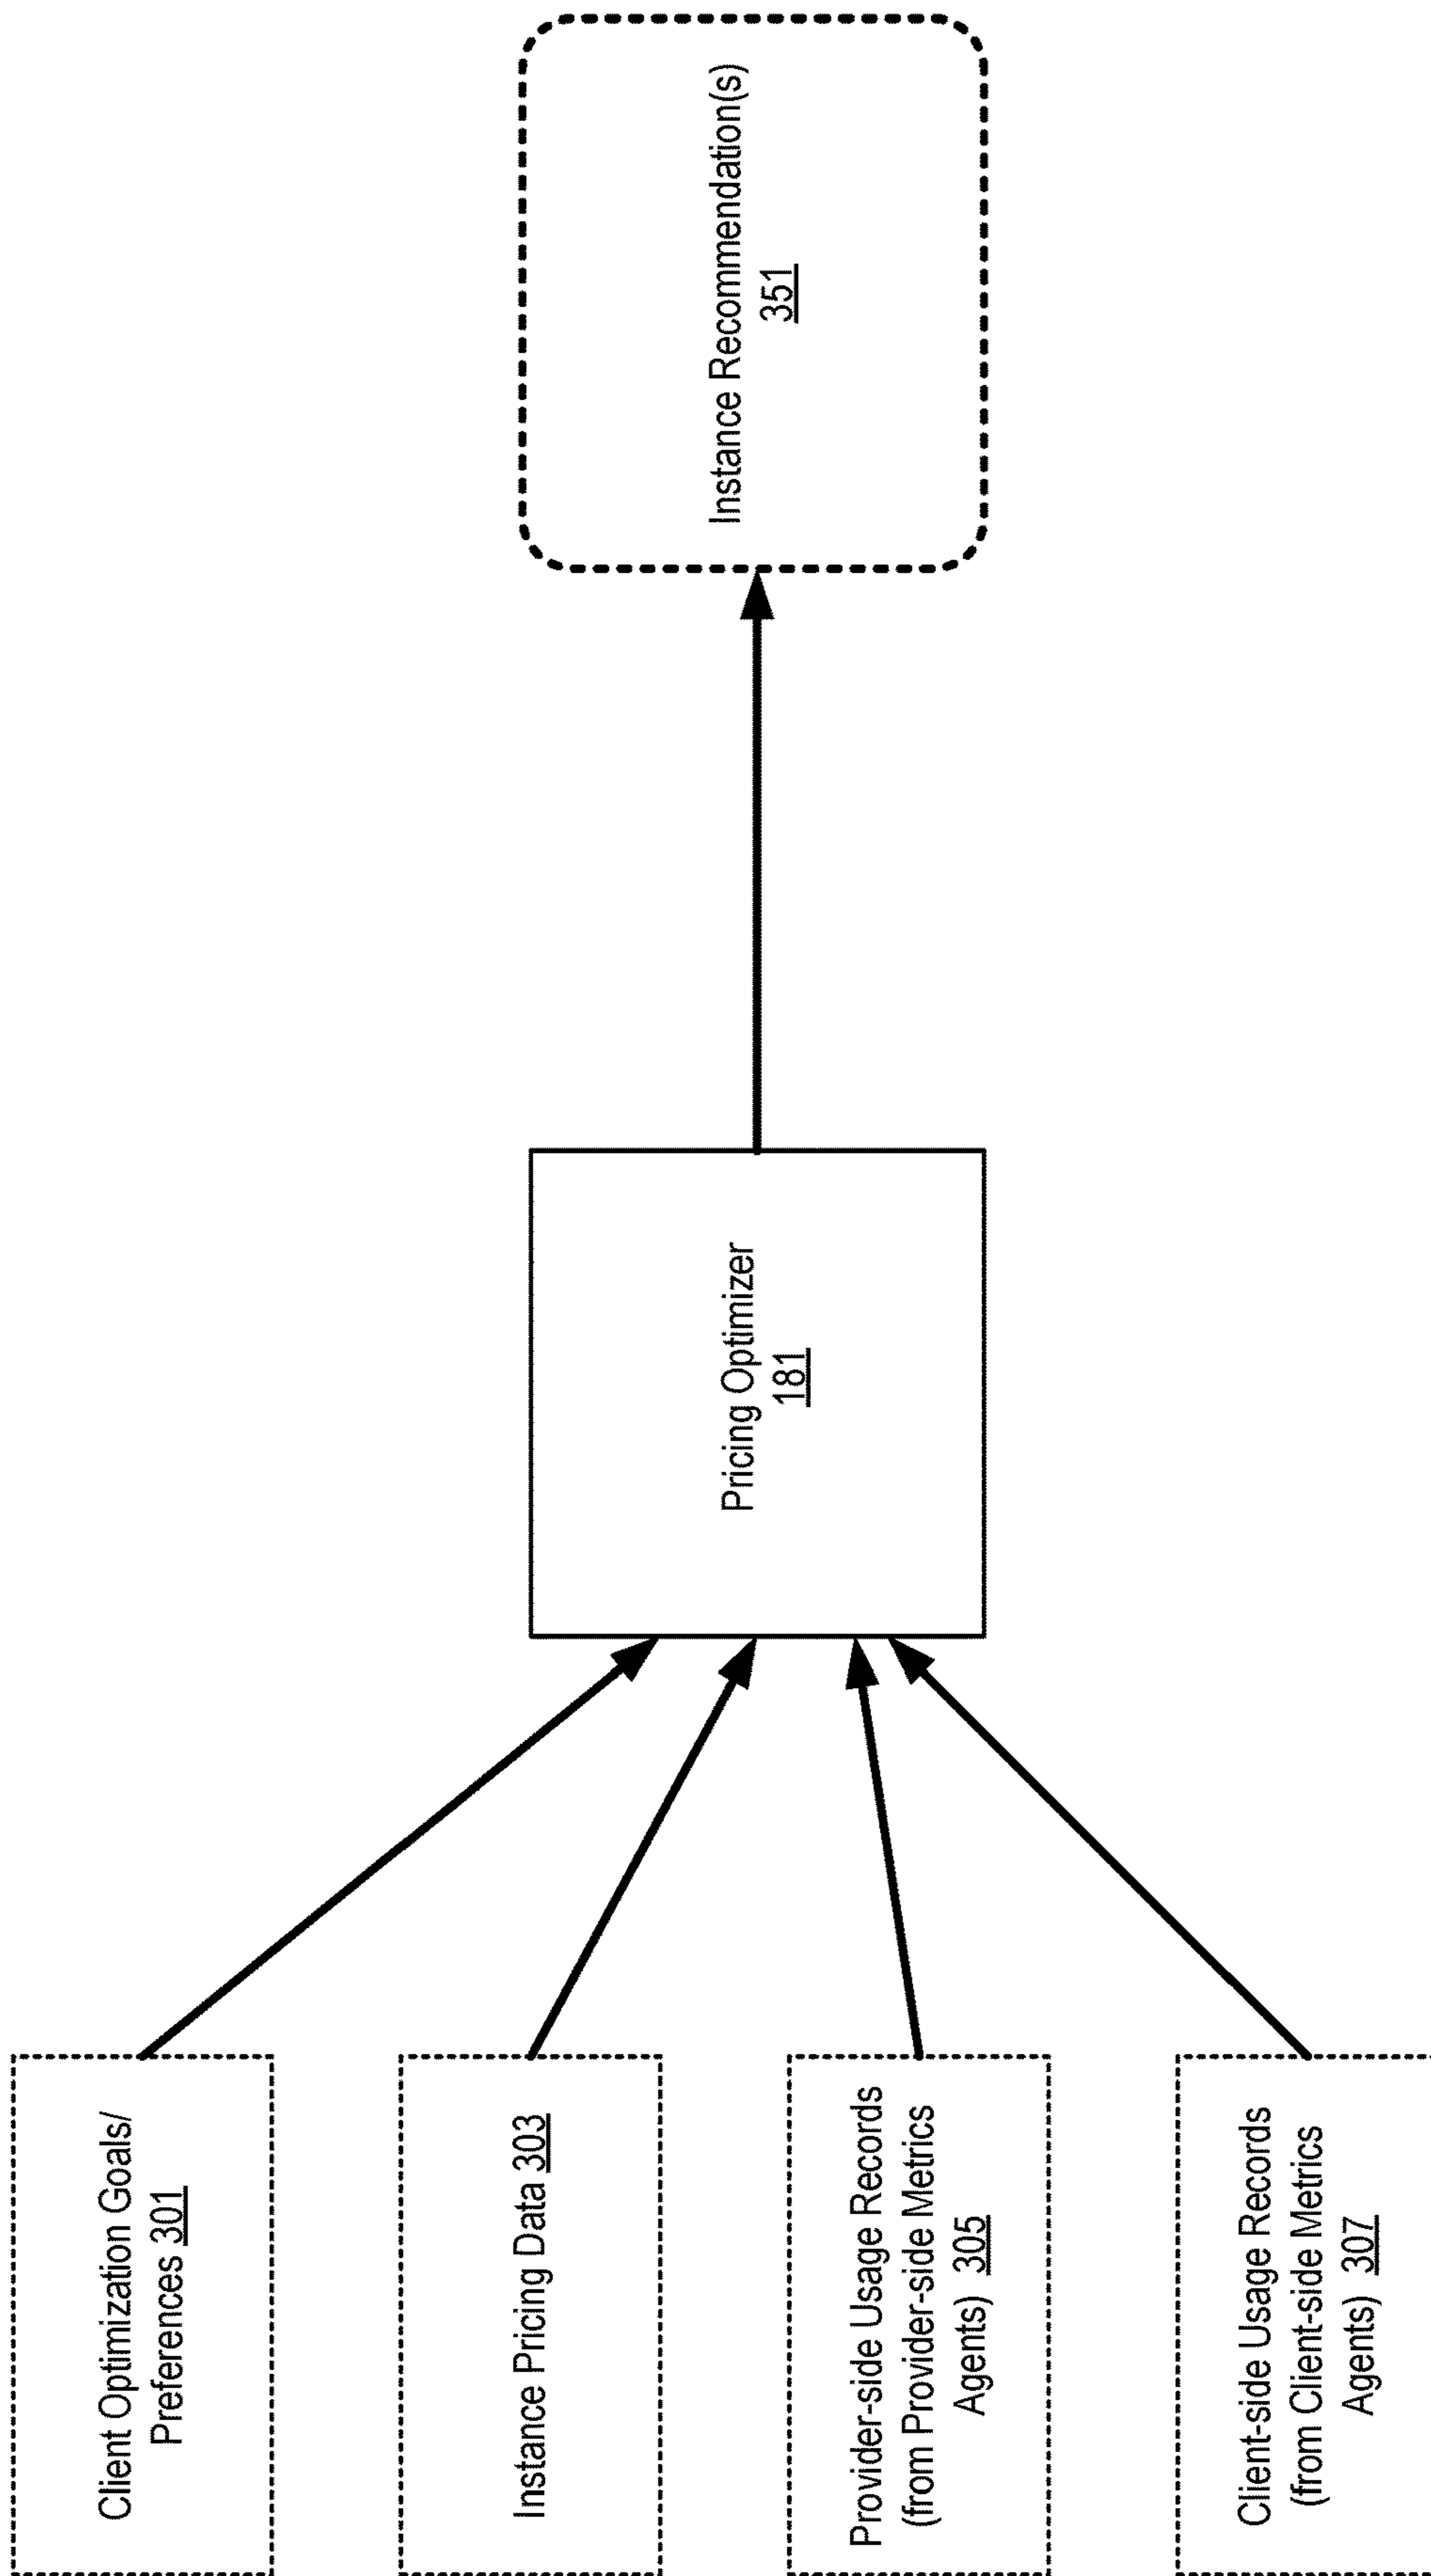 Client Optimization Goals/
Preferences 301
Instance Pricing Data 303
Provider-side Usage Records
(from Provider-side Metrics
Agents) 305
Client-side Usage Records
(from Client-side Metrics
Agents) 307
Pricing Optimizer
181
Instance Recommendation(s)
351